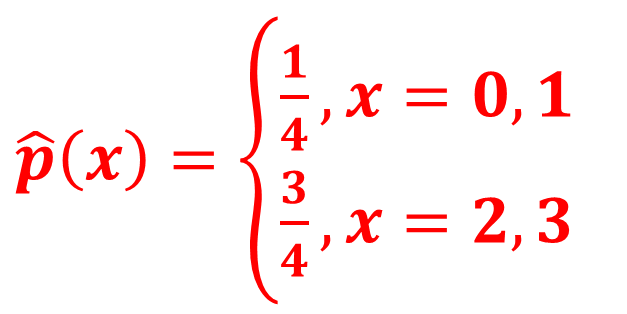 p̂(x) = {
1/4, x = 0, 1
3/4, x = 2, 3